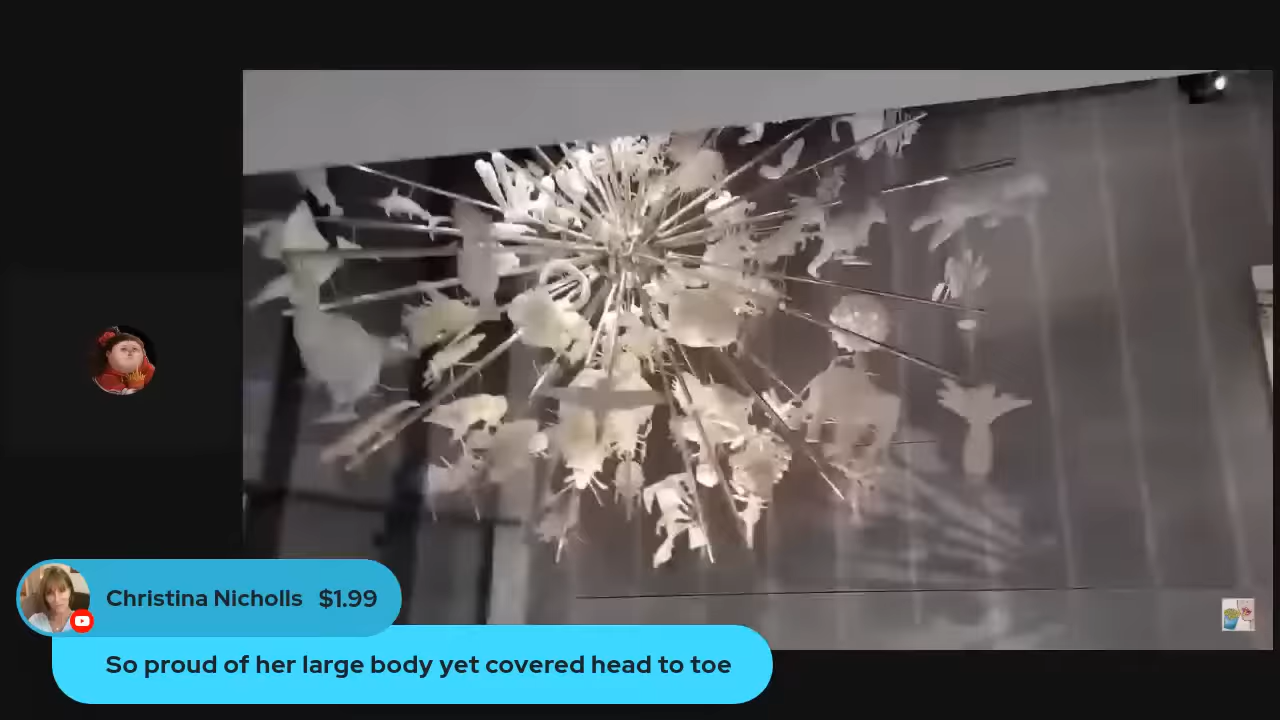 Christina Nicholls $1.99
So proud of her large body yet covered head to toe